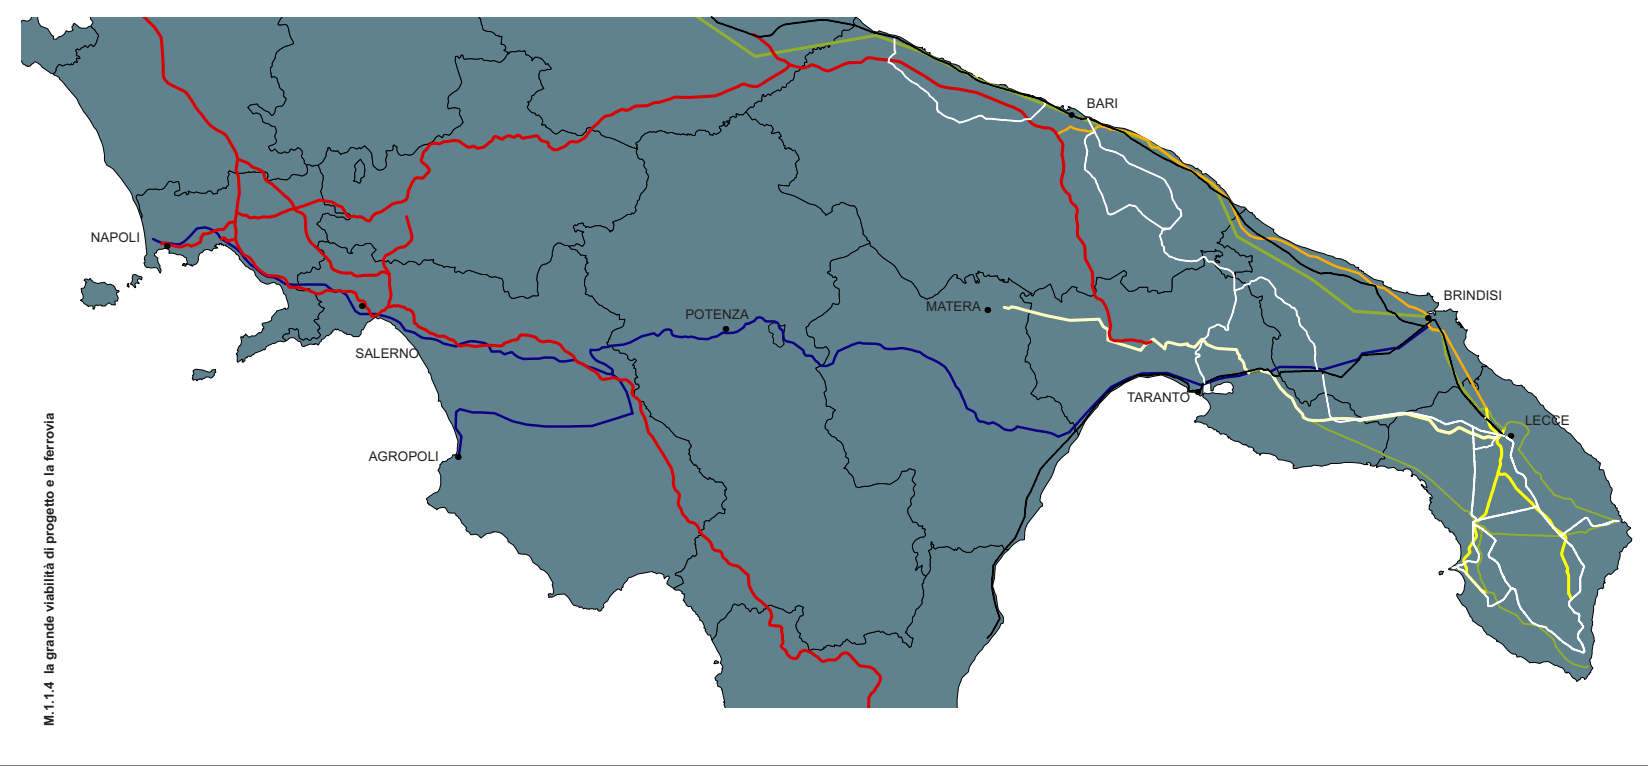 BARI
NAPOLI
BRINDISI
MATERA
POTENZA
SALERNO
TARANTO
LECCE
AGROPOLI
M.1.1.4 la grande viabilità di progetto e la ferrovia